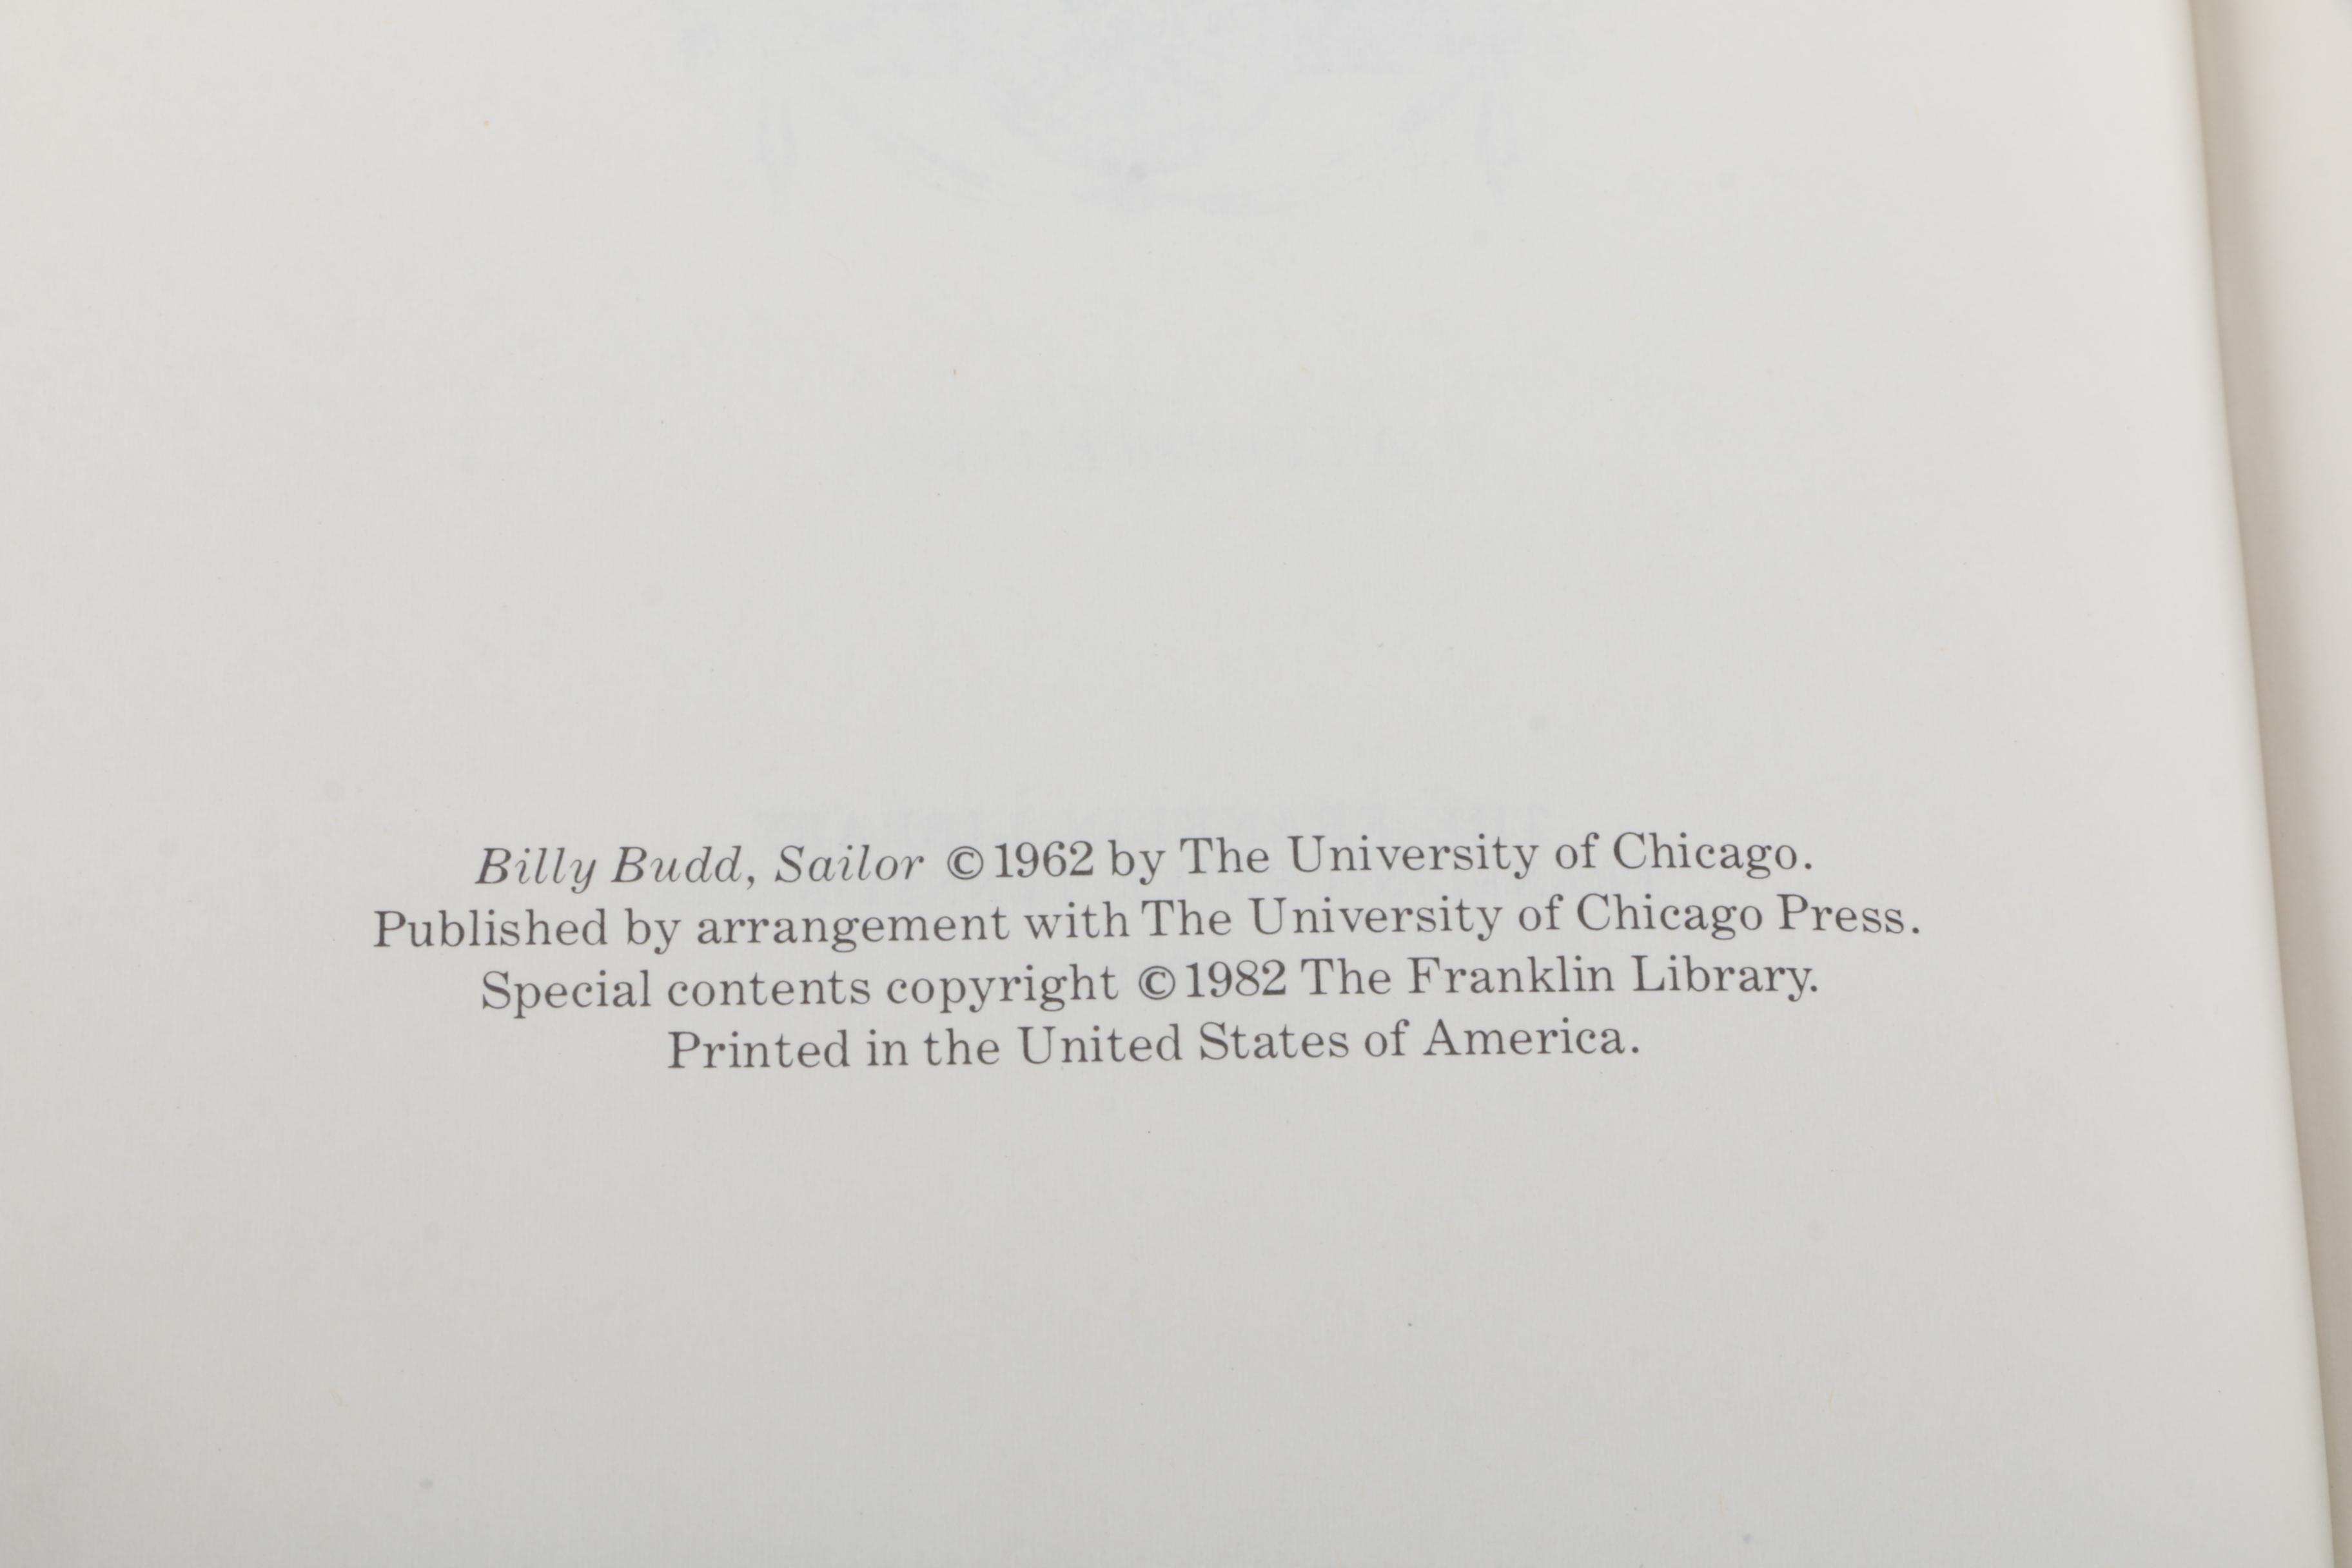 Billy Budd, Sailor ©1962 by The University of Chicago.
Published by arrangement with The University of Chicago Press.
Special contents copyright ©1982 The Franklin Library.
Printed in the United States of America.